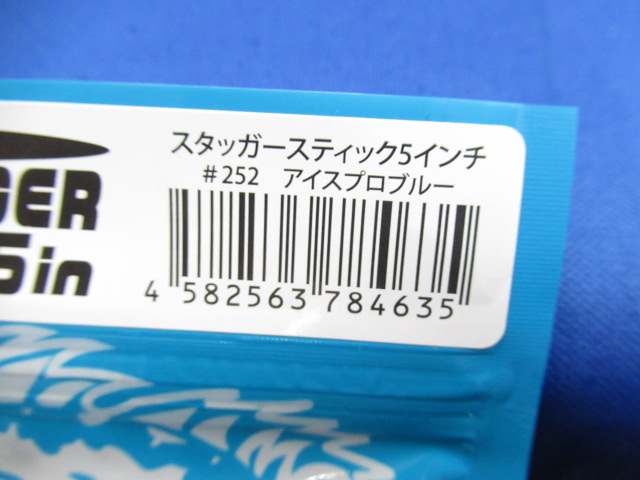 スタッガースティック5インチ
#252 アイスプロブルー
GER
5in
4 582563 784635